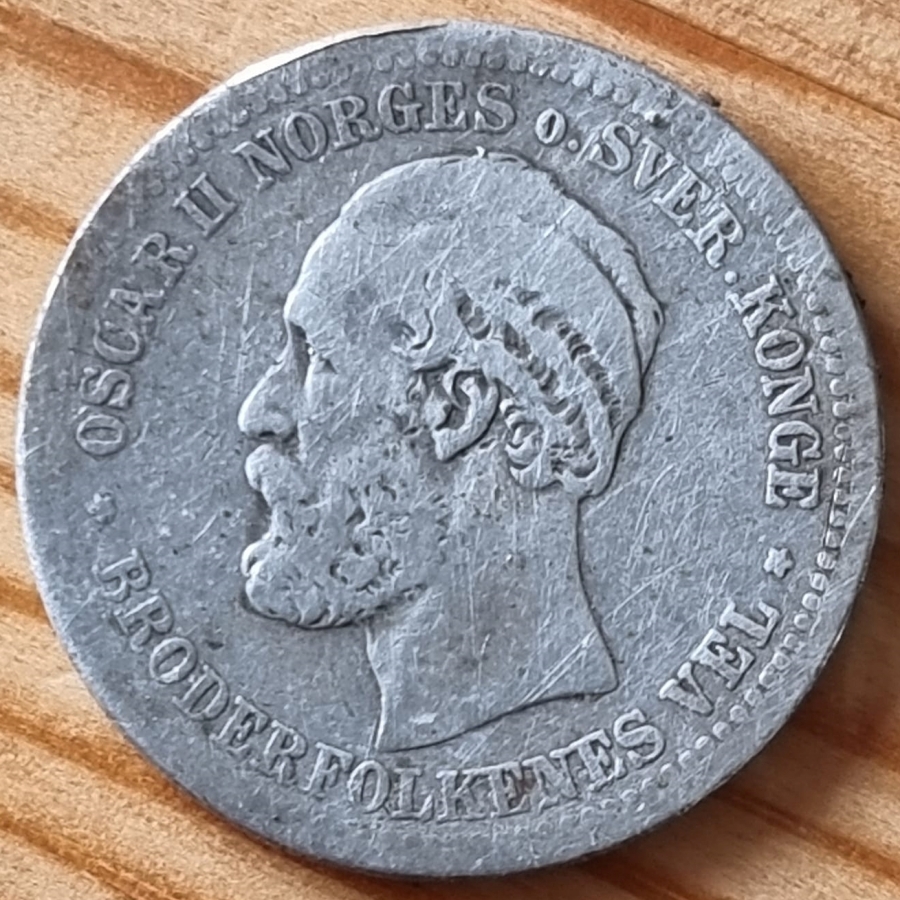 OSCAR II NORGES O. SVER. KONGE
BRODERFOLKENES VEL